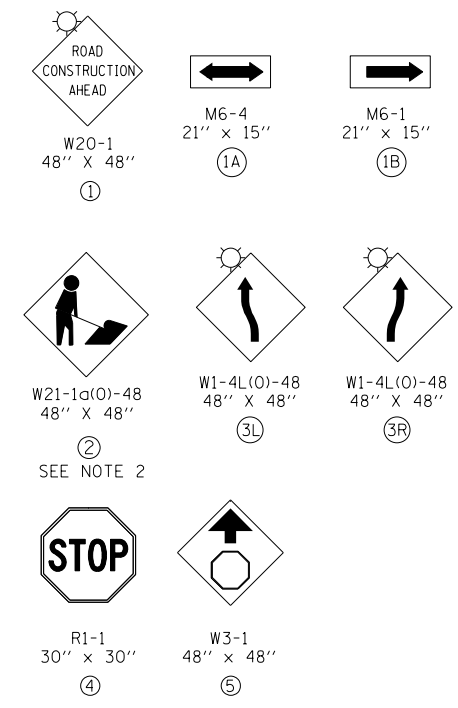 ROAD
CONSTRUCTION
AHEAD
W20-1
48" X 48"
1
M6-4
21" x 15"
1A
M6-1
21" x 15"
1B
W21-1a(O)-48
48" X 48"
2
SEE NOTE 2
W1-4L(O)-48
48" X 48"
3L
W1-4L(O)-48
48" X 48"
3R
STOP
R1-1
30" x 30"
4
W3-1
48" x 48"
5